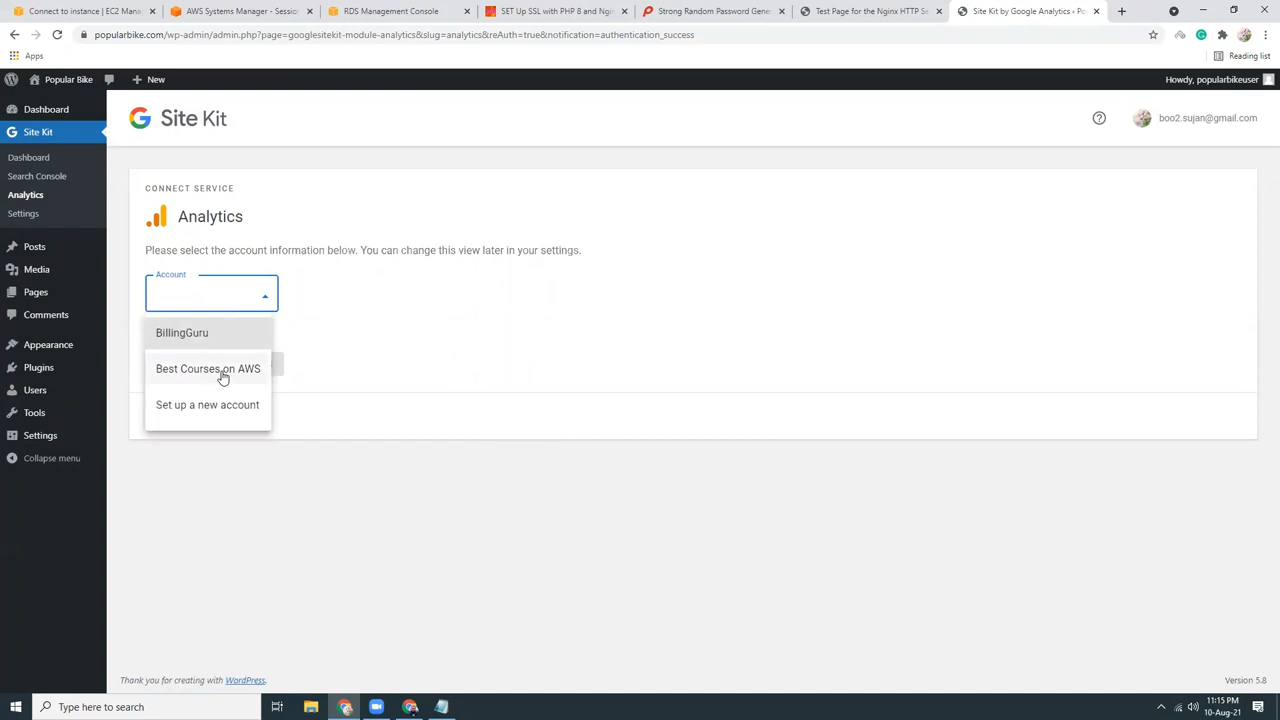 Connect to instance | EC2 Manag
AWS Systems Manager - Session
RDS Management Console
SET Up SSL with PHP 8 and Ngin
Strong Random Password Gene
Test Page for the Nginx HTTP Se
Site Kit by Google Analytics ‹ Po
popularbike.com/wp-admin/admin.php?page=googlesitekit-module-analytics&slug=analytics&reAuth=true&notification=authentication_success
Apps
Reading list
Popular Bike
New
Howdy, popularbikeuser
Dashboard
Site Kit
Dashboard
Search Console
Analytics
Settings
Posts
Media
Pages
Comments
Appearance
Plugins
Users
Tools
Settings
Collapse menu
Site Kit
boo2.sujan@gmail.com
CONNECT SERVICE
Analytics
Please select the account information below. You can change this view later in your settings.
Account
BillingGuru
Best Courses on AWS
Set up a new account
Thank you for creating with WordPress.
Version 5.8
Type here to search
11:15 PM
10-Aug-21